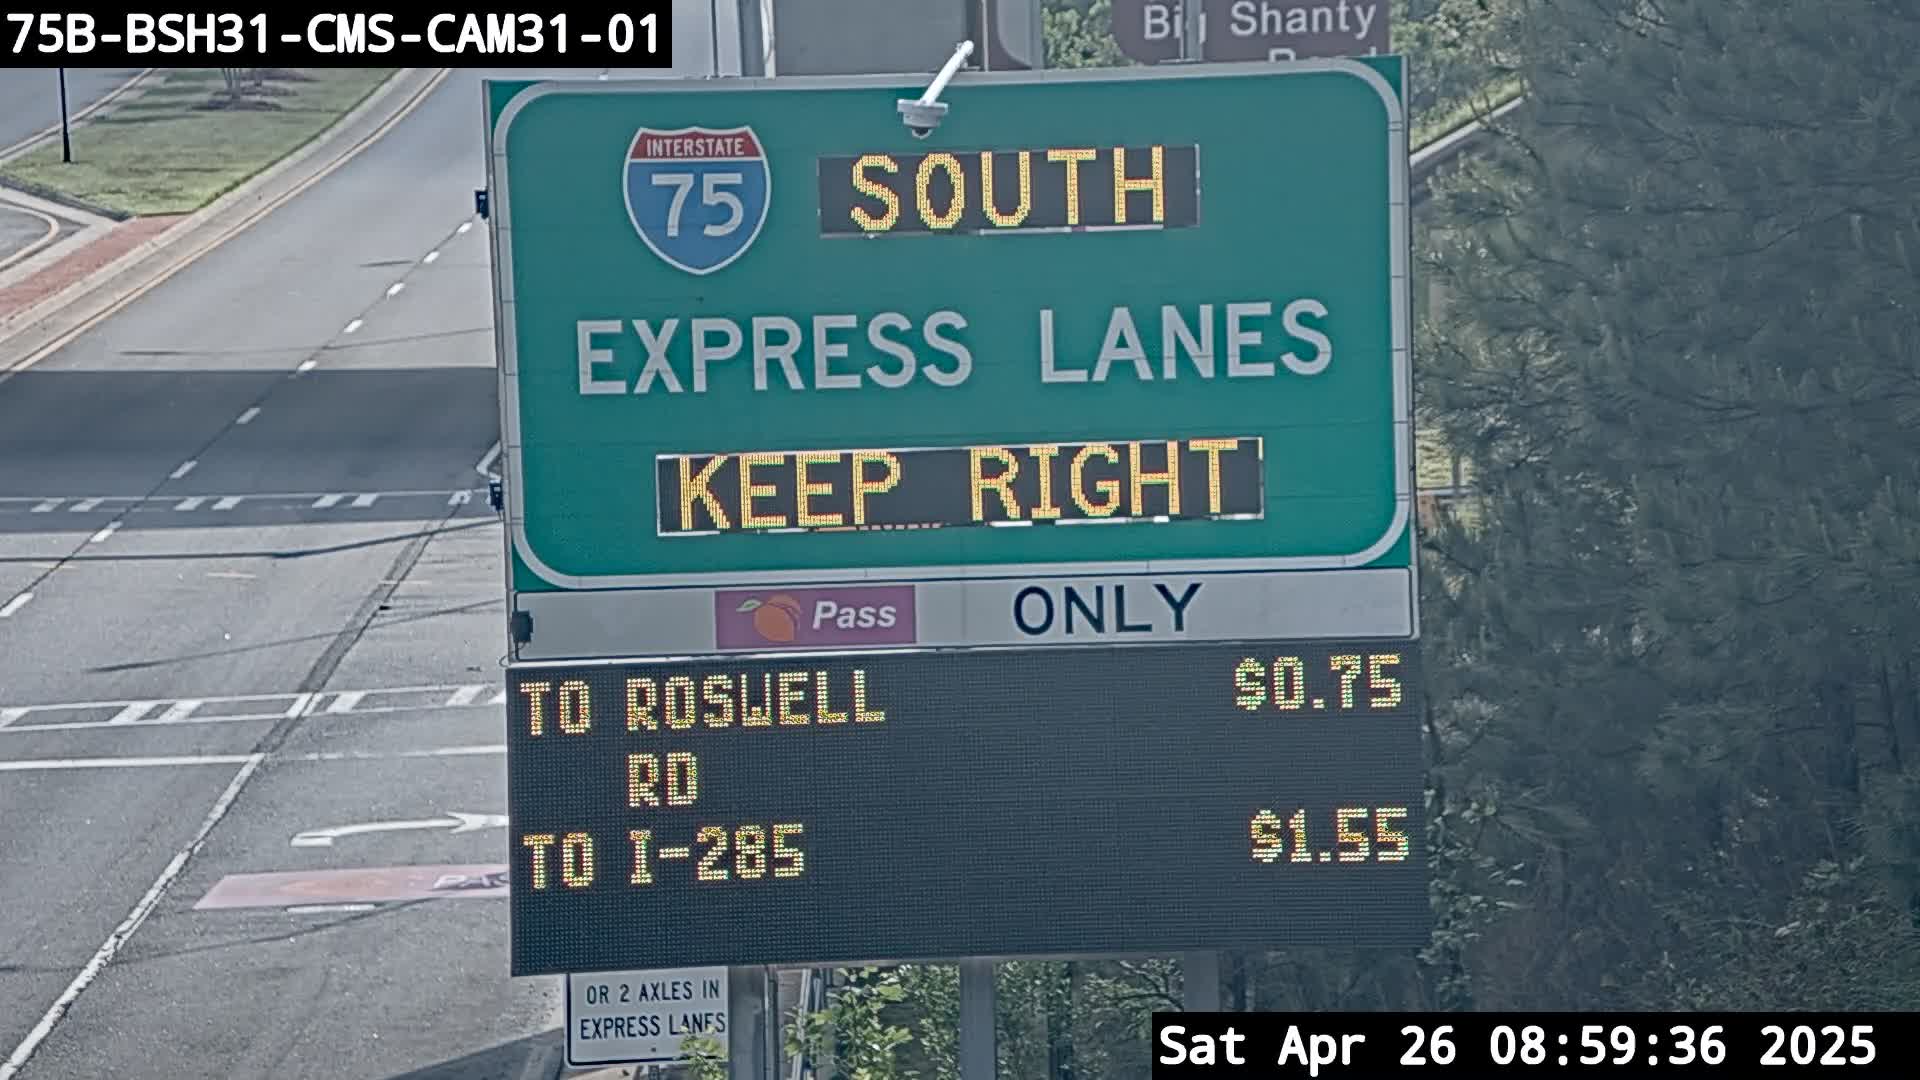 75B-BSH31-CMS-CAM31-01
Big Shanty
INTERSTATE
75
SOUTH
EXPRESS LANES
KEEP RIGHT
Pass ONLY
TO ROSWELL $0.75
RD
TO I-285 $1.55
OR 2 AXLES IN
EXPRESS LANES
Sat Apr 26 08:59:36 2025